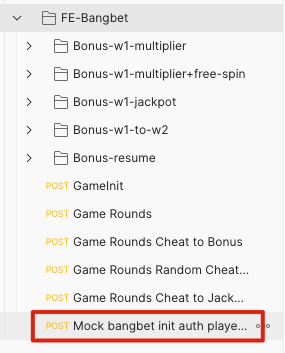 FE-Bangbet
Bonus-w1-multiplier
Bonus-w1-multiplier+free-spin
Bonus-w1-jackpot
Bonus-w1-to-w2
Bonus-resume
POST GameInit
POST Game Rounds
POST Game Rounds Cheat to Bonus
POST Game Rounds Random Cheat...
POST Game Rounds Cheat to Jack...
POST Mock bangbet init auth playe...